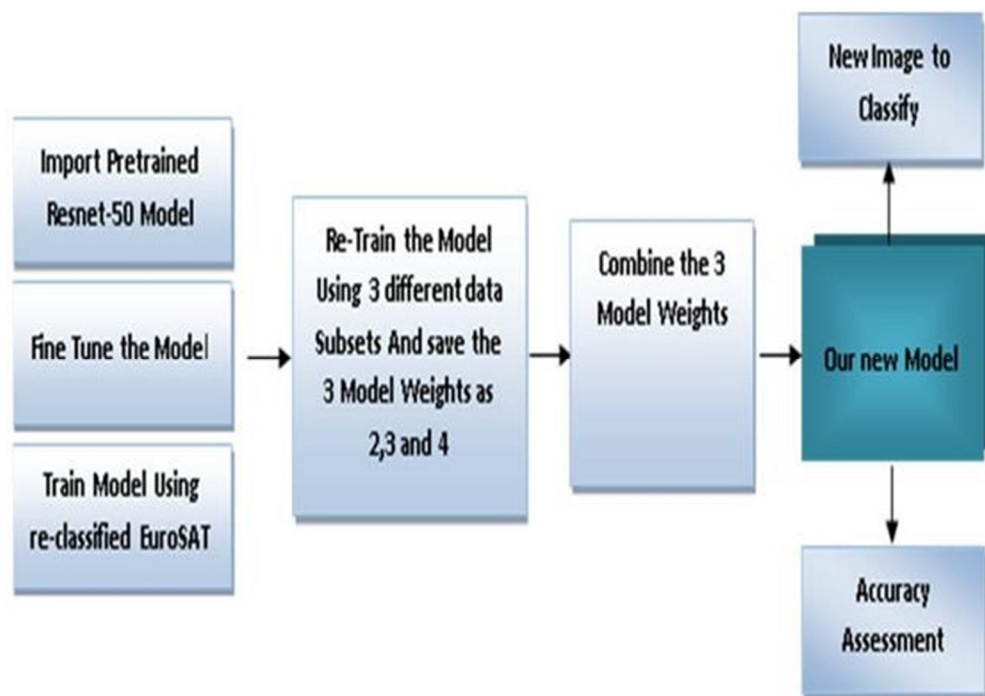 Import Pretrained
Resnet-50 Model
Fine Tune the Model
Train Model Using
re-classified EuroSAT
Re-Train the Model
Using 3 different data
Subsets And save the
3 Model Weights as
2,3 and 4
Combine the 3
Model Weights
New Image to
Classify
Our new Model
Accuracy
Assessment